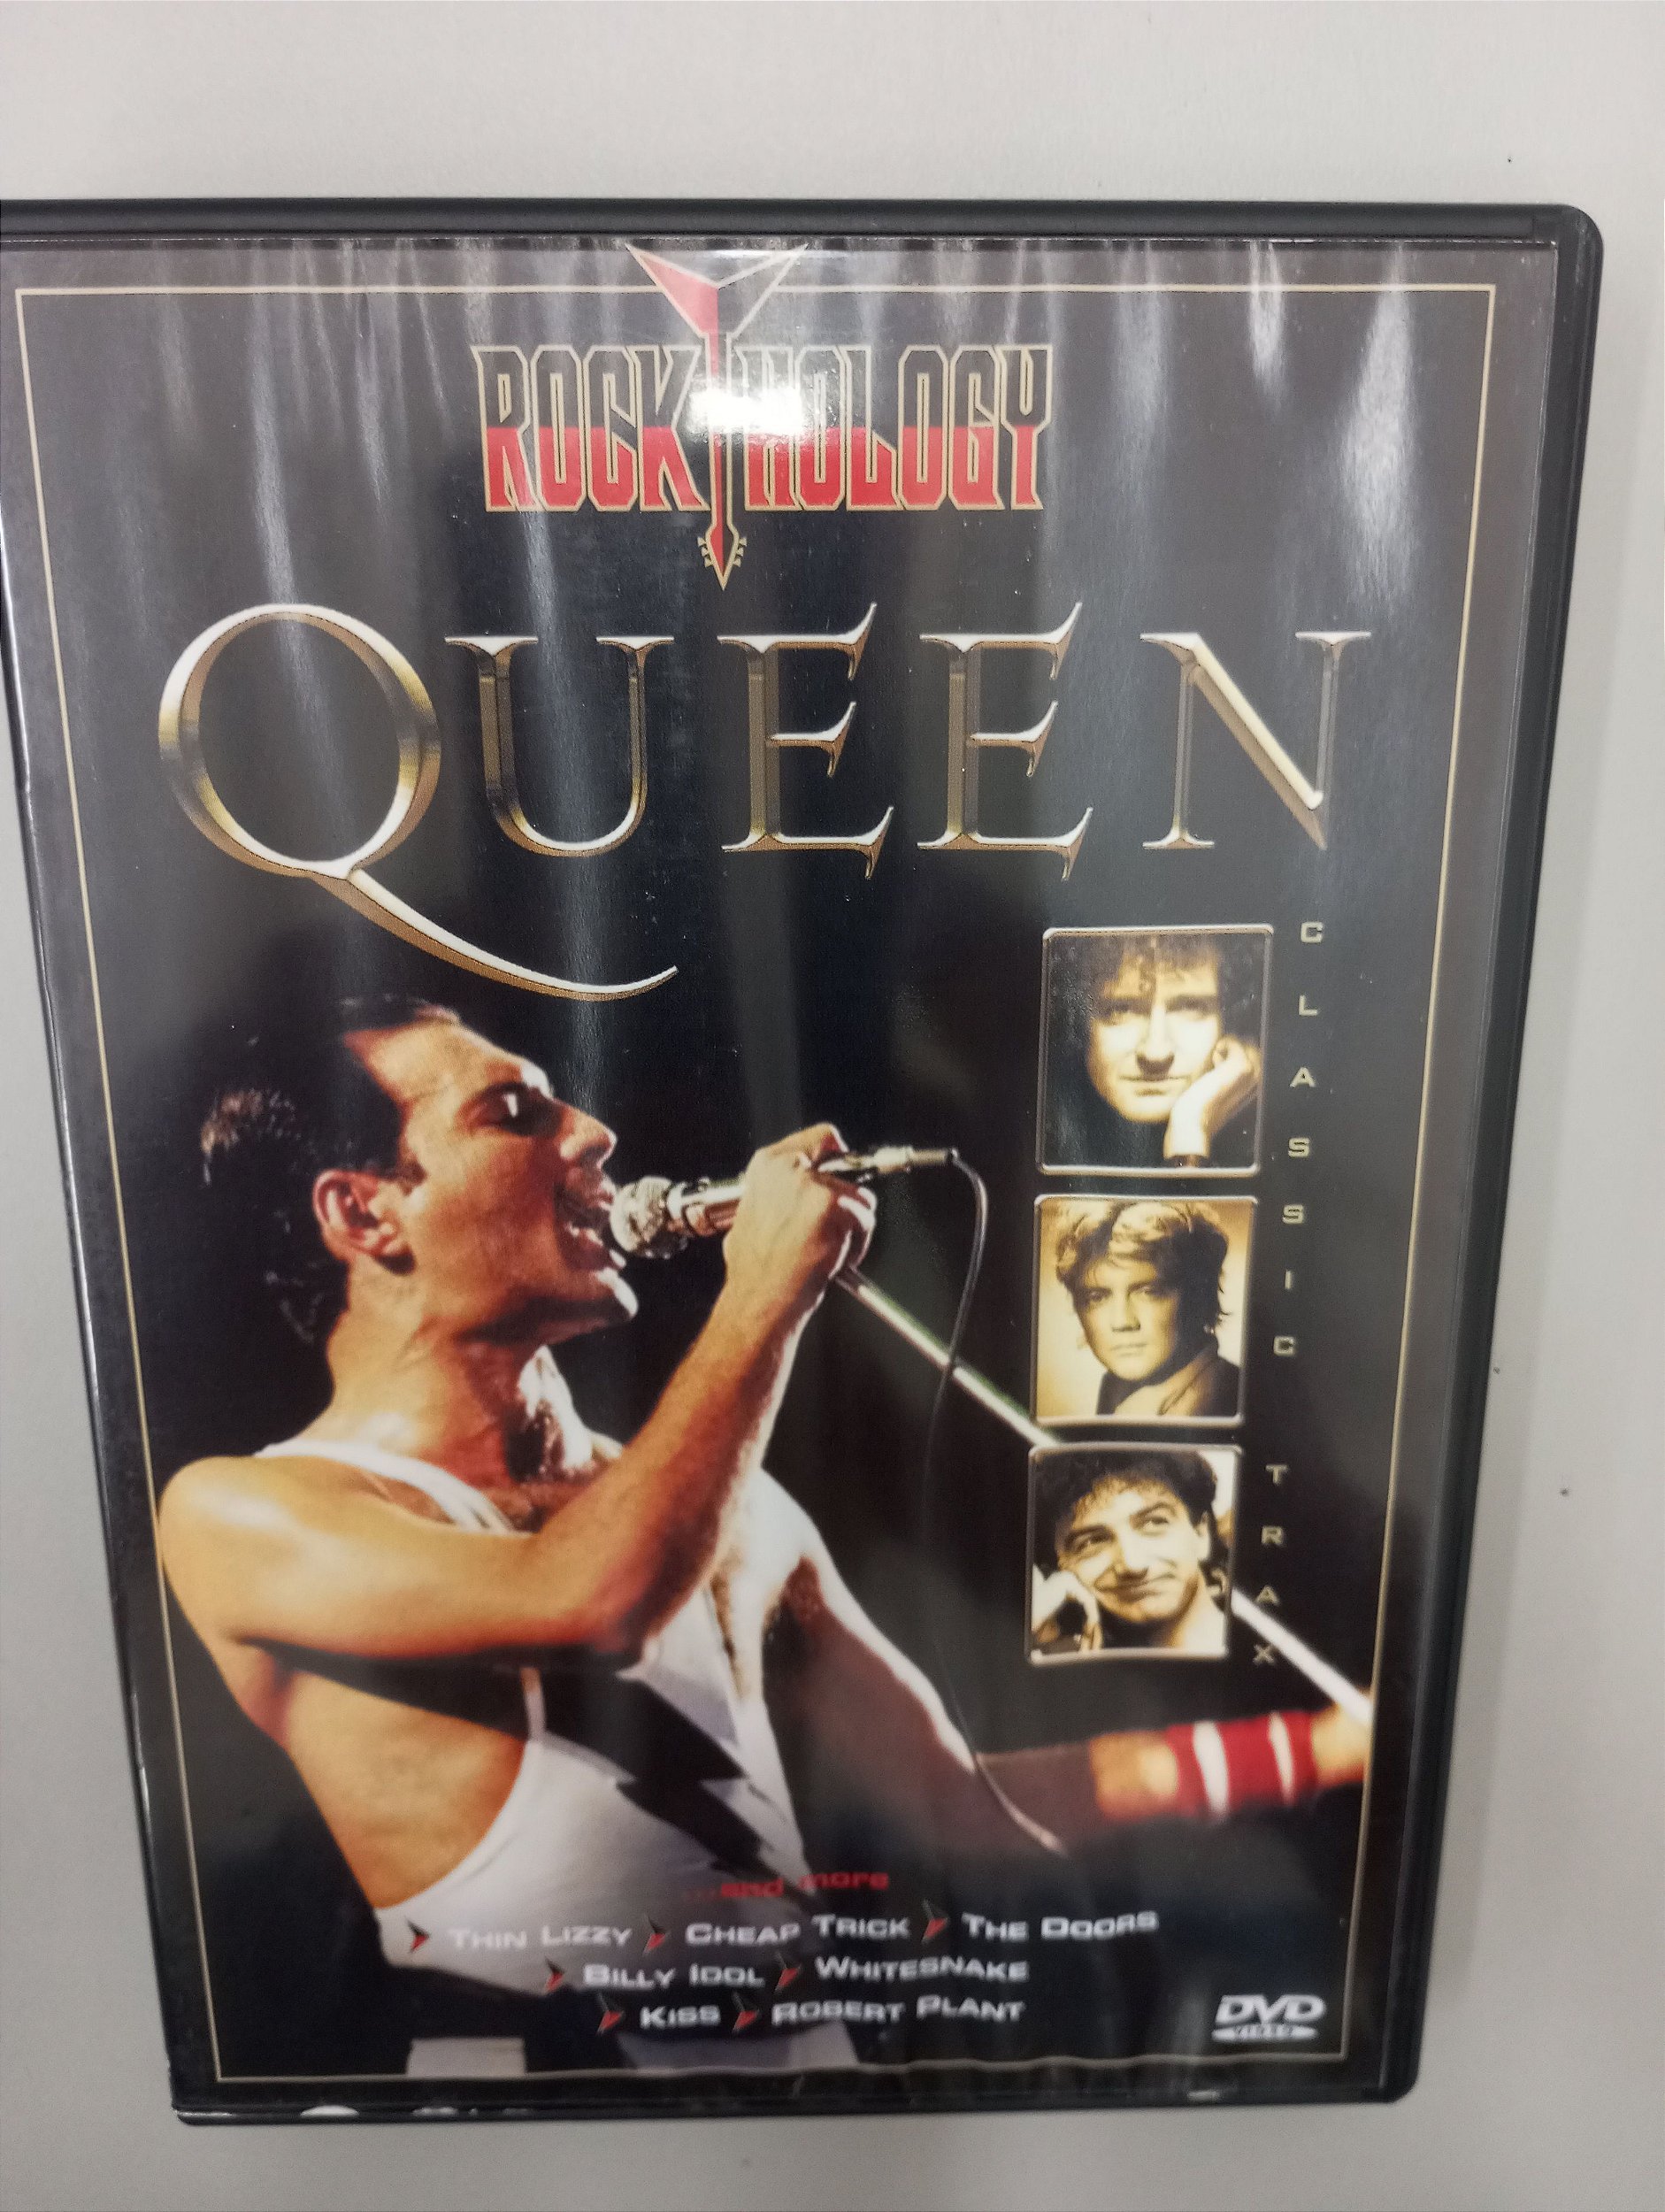 ROCKTHOLOGY
QUEEN
CLASSIC TRAX
...and more
THIN LIZZY CHEAP TRICK THE DOORS
BILLY IDOL WHITESNAKE
KISS ROBERT PLANT
DVD
VIDEO